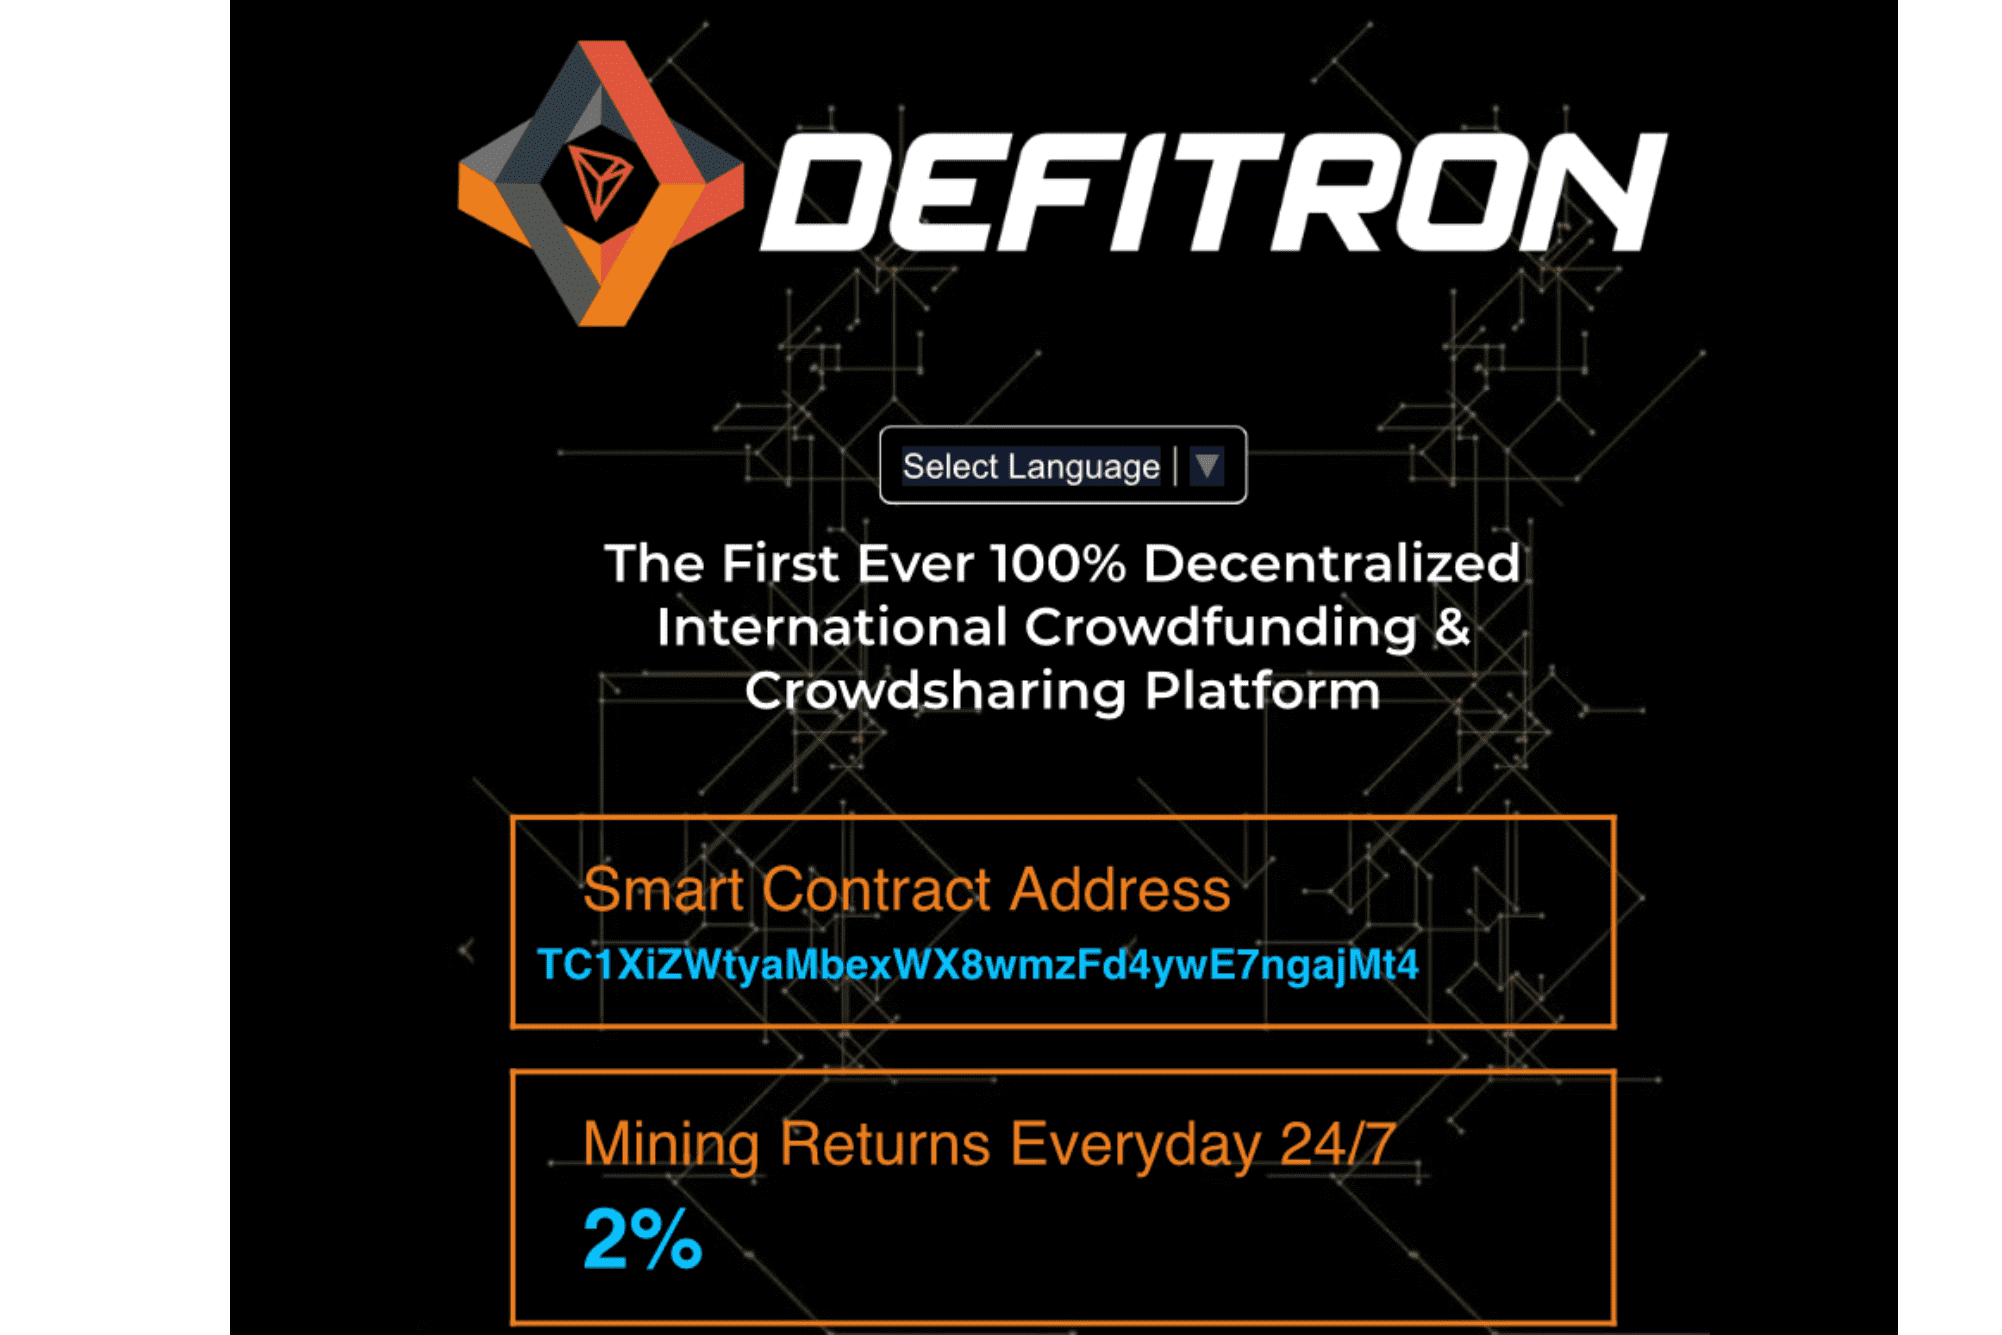 DEFITRON
Select Language | ▼
The First Ever 100% Decentralized
International Crowdfunding &
Crowdsharing Platform
Smart Contract Address
TC1XiZWtyaMbexWX8wmzFd4ywE7ngajMt4
Mining Returns Everyday 24/7
2%